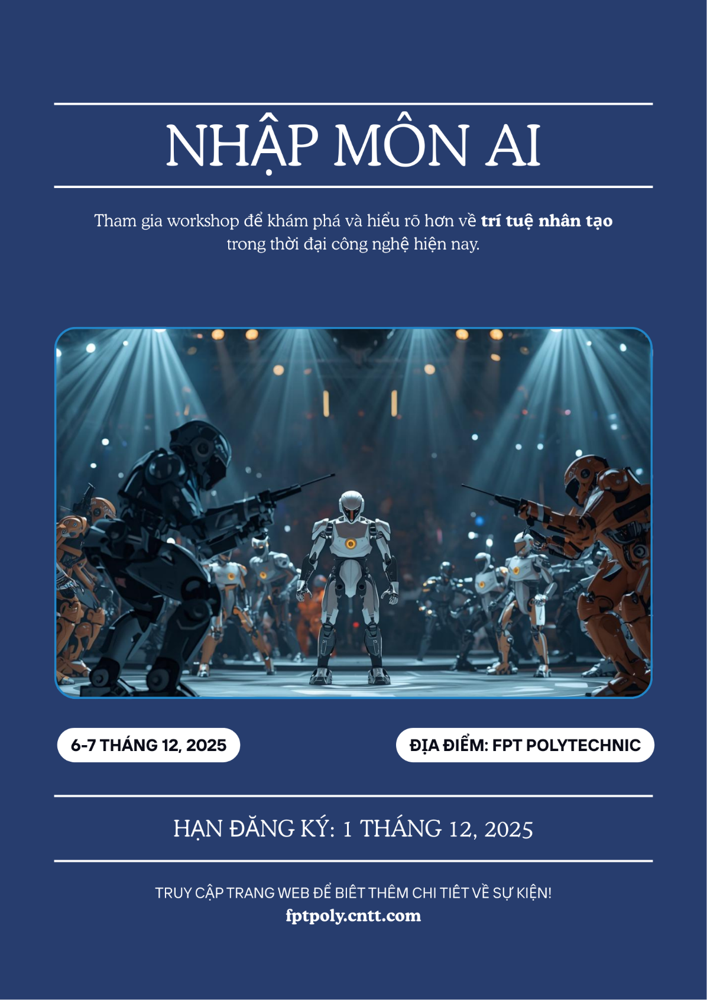 NHẬP MÔN AI
Tham gia workshop để khám phá và hiểu rõ hơn về trí tuệ nhân tạo
trong thời đại công nghệ hiện nay.
6-7 THÁNG 12, 2025
ĐỊA ĐIỂM: FPT POLYTECHNIC
HẠN ĐĂNG KÝ: 1 THÁNG 12, 2025
TRUY CẬP TRANG WEB ĐỂ BIẾT THÊM CHI TIẾT VỀ SỰ KIỆN!
fptpoly.cntt.com